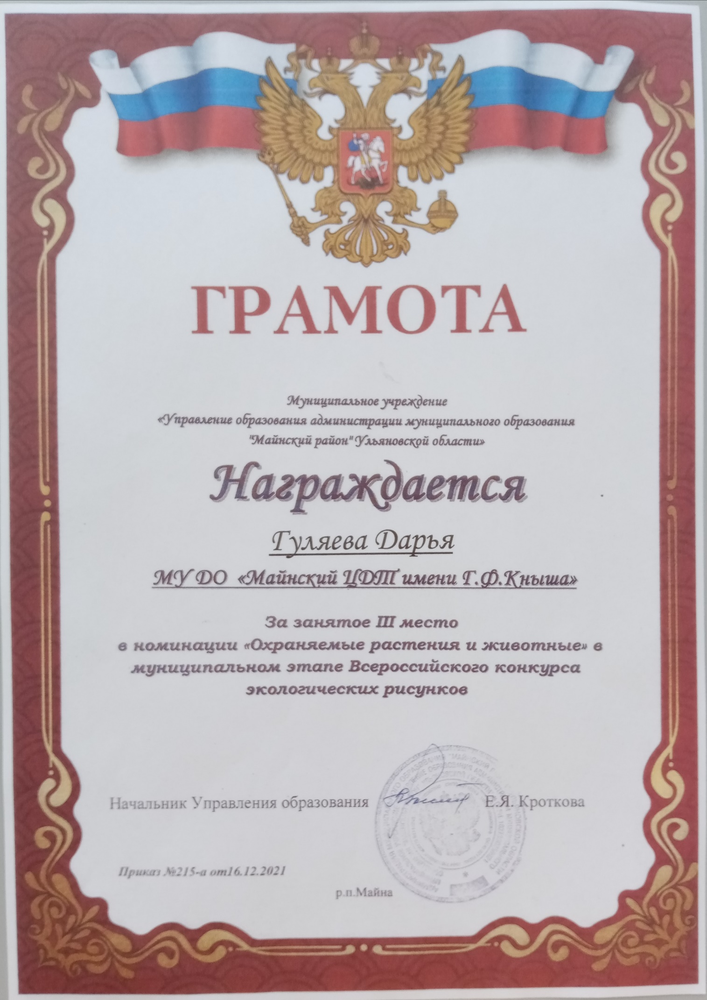 ГРАМОТА
Муниципальное учреждение
«Управление образования администрации муниципального образования
"Майнский район" Ульяновской области»
Награждается
Гуляева Дарья
МУ ДО «Майнский ЦДТ имени Г.Ф.Кныша»
За занятое III место
в номинации «Охраняемые растения и животные» в
муниципальном этапе Всероссийского конкурса
экологических рисунков
Начальник Управления образования Е.Я. Кроткова
Приказ №215-а от16.12.2021
р.п.Майна